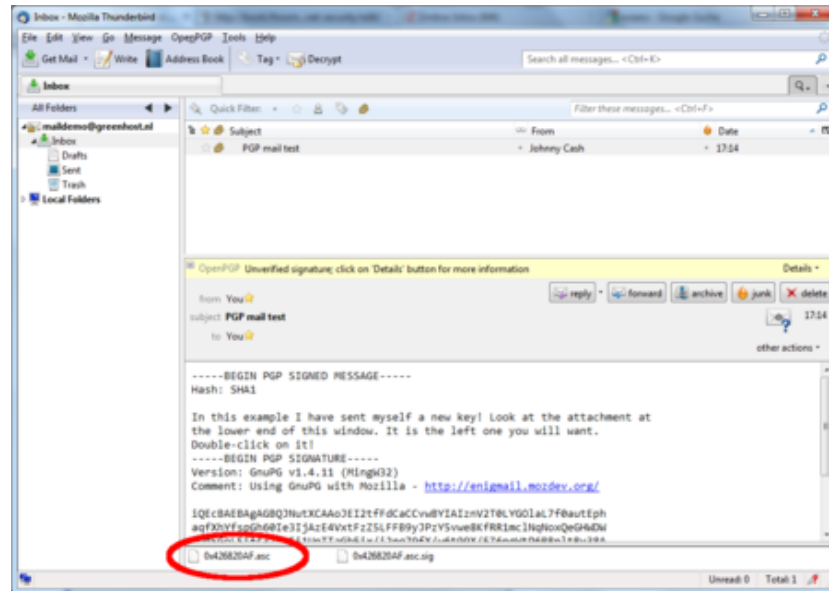 Inbox - Mozilla Thunderbird
File Edit View Go Message OpenPGP Tools Help
Get Mail Write Address Book Tag Decrypt Search all messages... <Ctrl+K>
Inbox
All Folders Quick Filter: Filter these messages... <Ctrl+F>
maildemo@greenhost.nl
Subject From Date
Inbox
PGP mail test Johnny Cash 17:14
Drafts
Sent
Trash
Local Folders
OpenPGP Unverified signature; click on 'Details' button for more information Details
from You reply forward archive junk delete
subject PGP mail test 17:14
to You
other actions
-----BEGIN PGP SIGNED MESSAGE-----
Hash: SHA1
In this example I have sent myself a new key! Look at the attachment at
the lower end of this window. It is the left one you will want.
Double-click on it!
-----BEGIN PGP SIGNATURE-----
Version: GnuPG v1.4.11 (MingW32)
Comment: Using GnuPG with Mozilla - http://enigmail.mozdev.org/
0x426820AF.asc 0x426820AF.asc.sig
Unread: 0 Total: 1